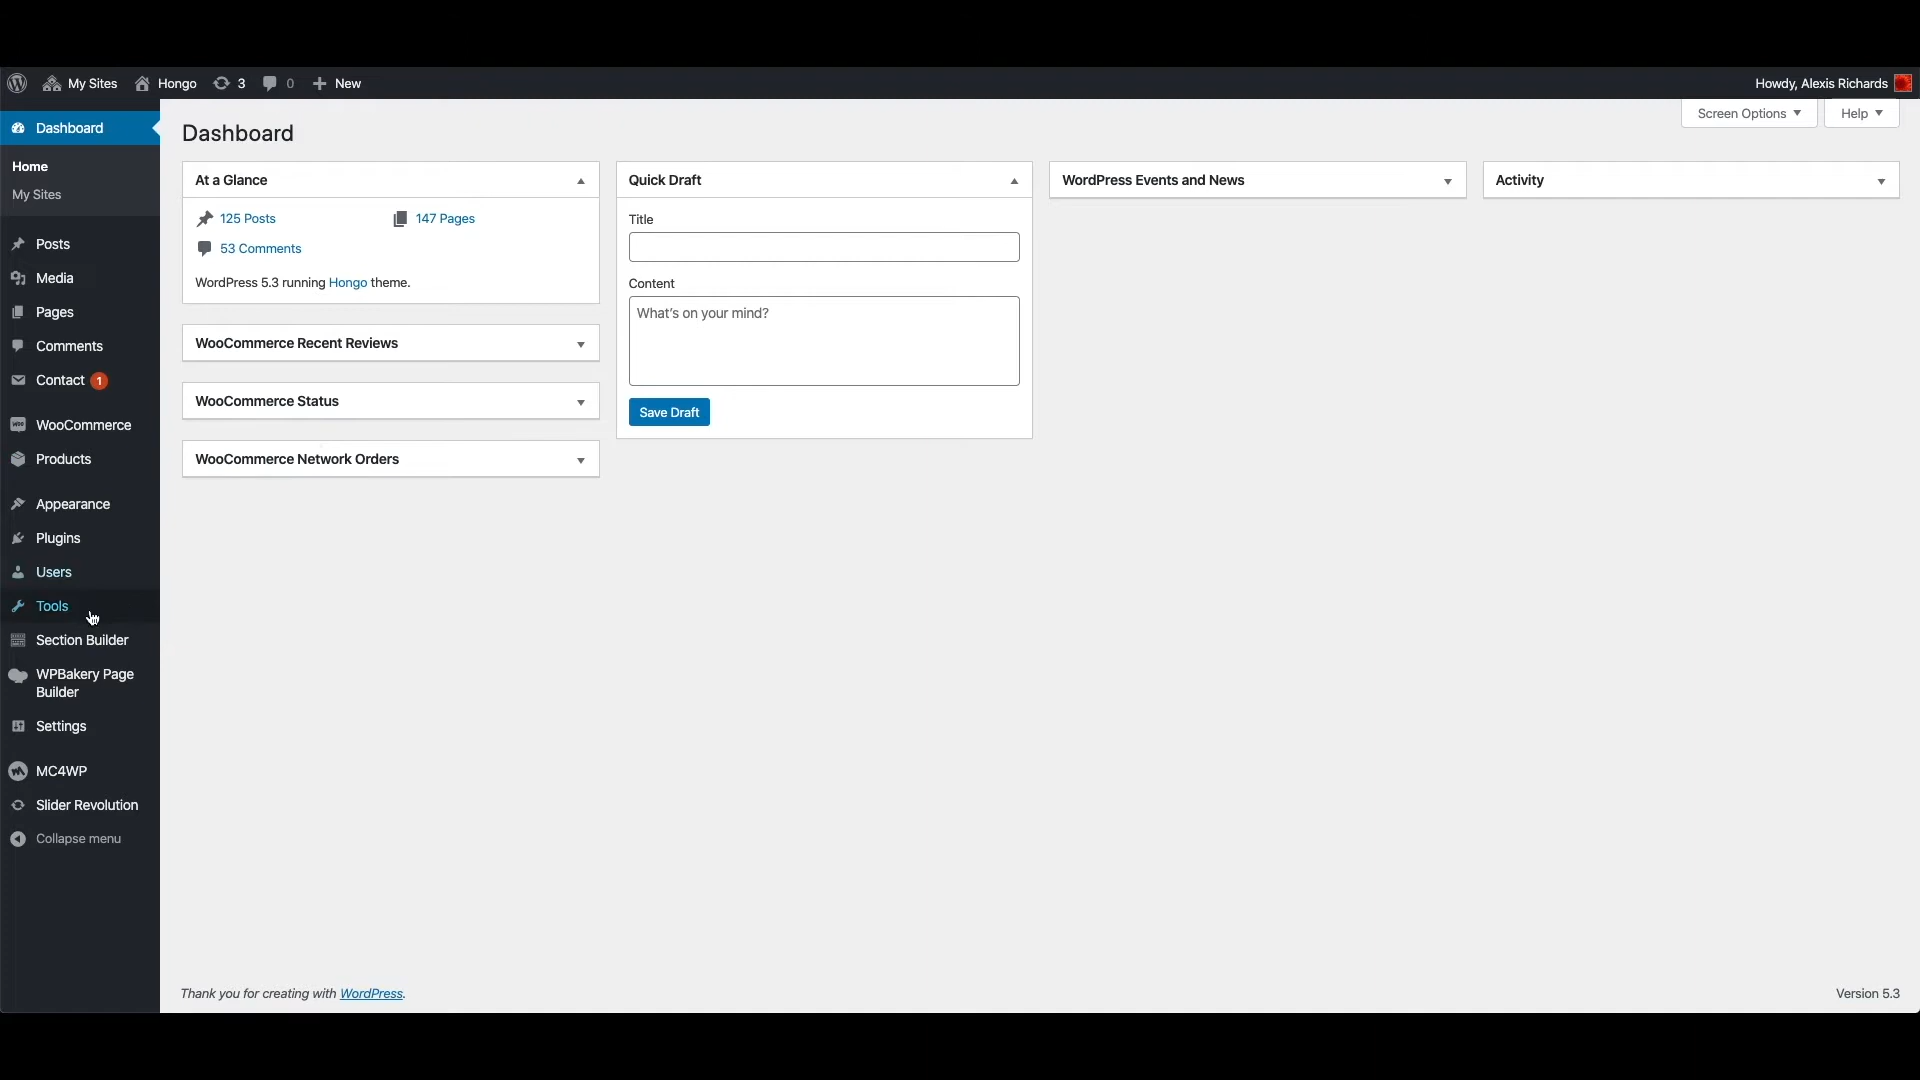 My Sites
Hongo
3
0
New
Howdy, Alexis Richards
Screen Options
Help
Dashboard
Home
My Sites
Posts
Media
Pages
Comments
Contact 1
WooCommerce
Products
Appearance
Plugins
Users
Tools
Section Builder
WPBakery Page
Builder
Settings
MC4WP
Slider Revolution
Collapse menu
Dashboard
At a Glance
125 Posts
147 Pages
53 Comments
WordPress 5.3 running Hongo theme.
WooCommerce Recent Reviews
WooCommerce Status
WooCommerce Network Orders
Quick Draft
Title
Content
What's on your mind?
Save Draft
WordPress Events and News
Activity
Thank you for creating with WordPress.
Version 5.3